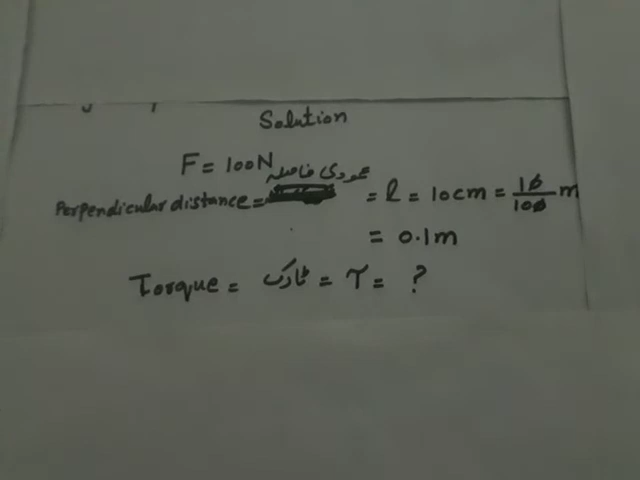 Solution
F = 100N
Perpendicular distance = عمودی فاصلہ = l = 10cm = 10/100 m
= 0.1m
Torque = ٹارک = τ = ?